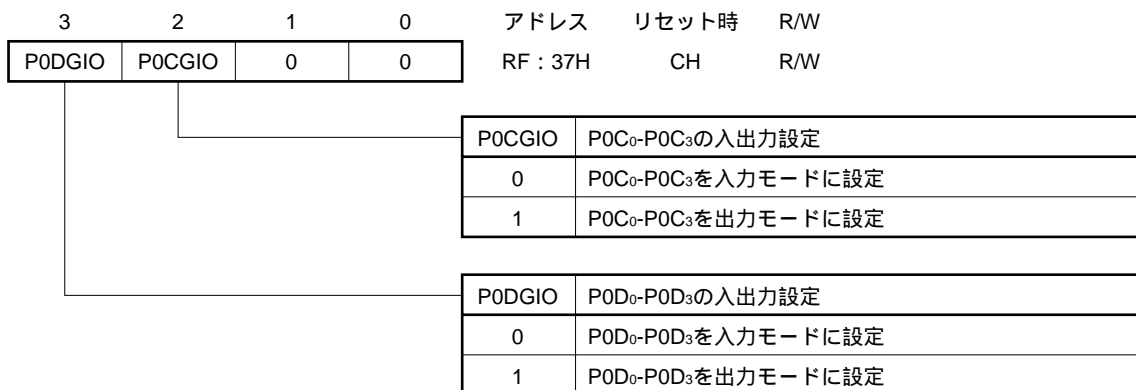 3 2 1 0 アドレス リセット時 R/W
P0DGIO P0CGIO 0 0 RF：37H CH R/W
P0CGIO P0C₀-P0C₃の入出力設定
0 P0C₀-P0C₃を入力モードに設定
1 P0C₀-P0C₃を出力モードに設定
P0DGIO P0D₀-P0D₃の入出力設定
0 P0D₀-P0D₃を入力モードに設定
1 P0D₀-P0D₃を出力モードに設定